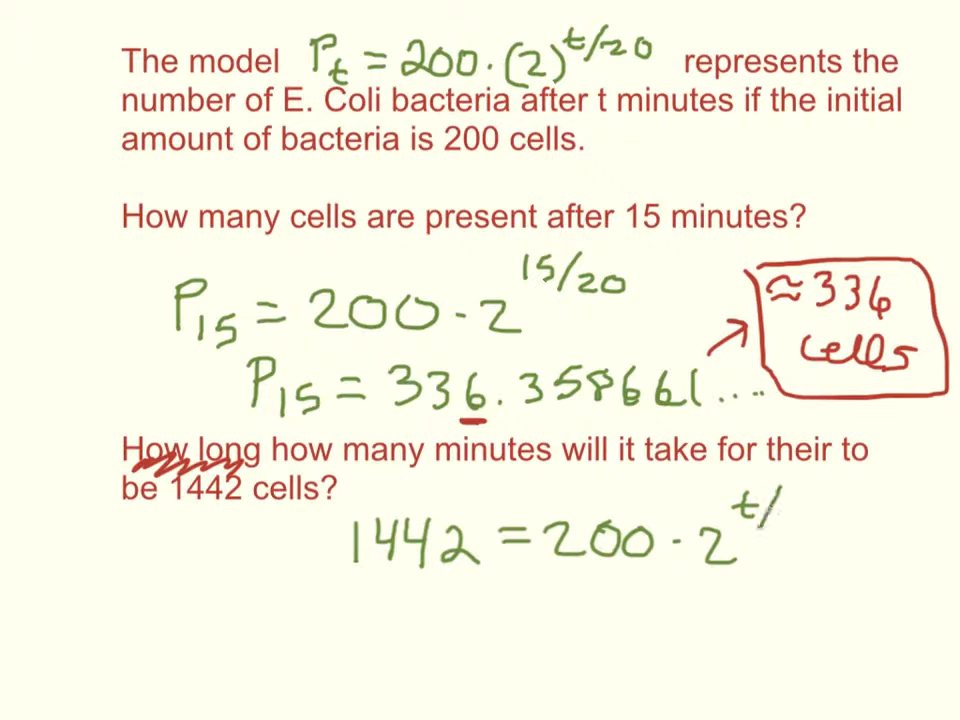 The model P_t = 200 · (2)^t/20 represents the
number of E. Coli bacteria after t minutes if the initial
amount of bacteria is 200 cells.
How many cells are present after 15 minutes?
P_15 = 200 · 2^15/20
≈ 336
cells
P_15 = 336.358661....
How long how many minutes will it take for their to
be 1442 cells?
1442 = 200 · 2^t/